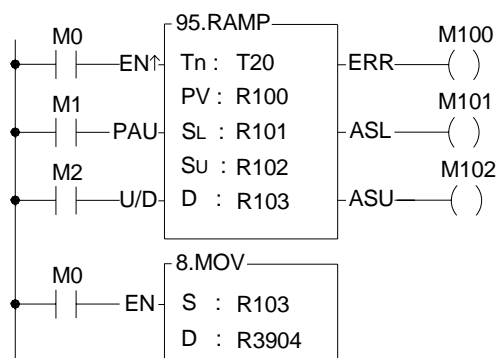 95.RAMP
M0 EN↑ Tn : T20 ERR M100
PV : R100
M1 PAU SL : R101 ASL M101
SU : R102
M2 U/D D : R103 ASU M102
8.MOV
M0 EN S : R103
D : R3904